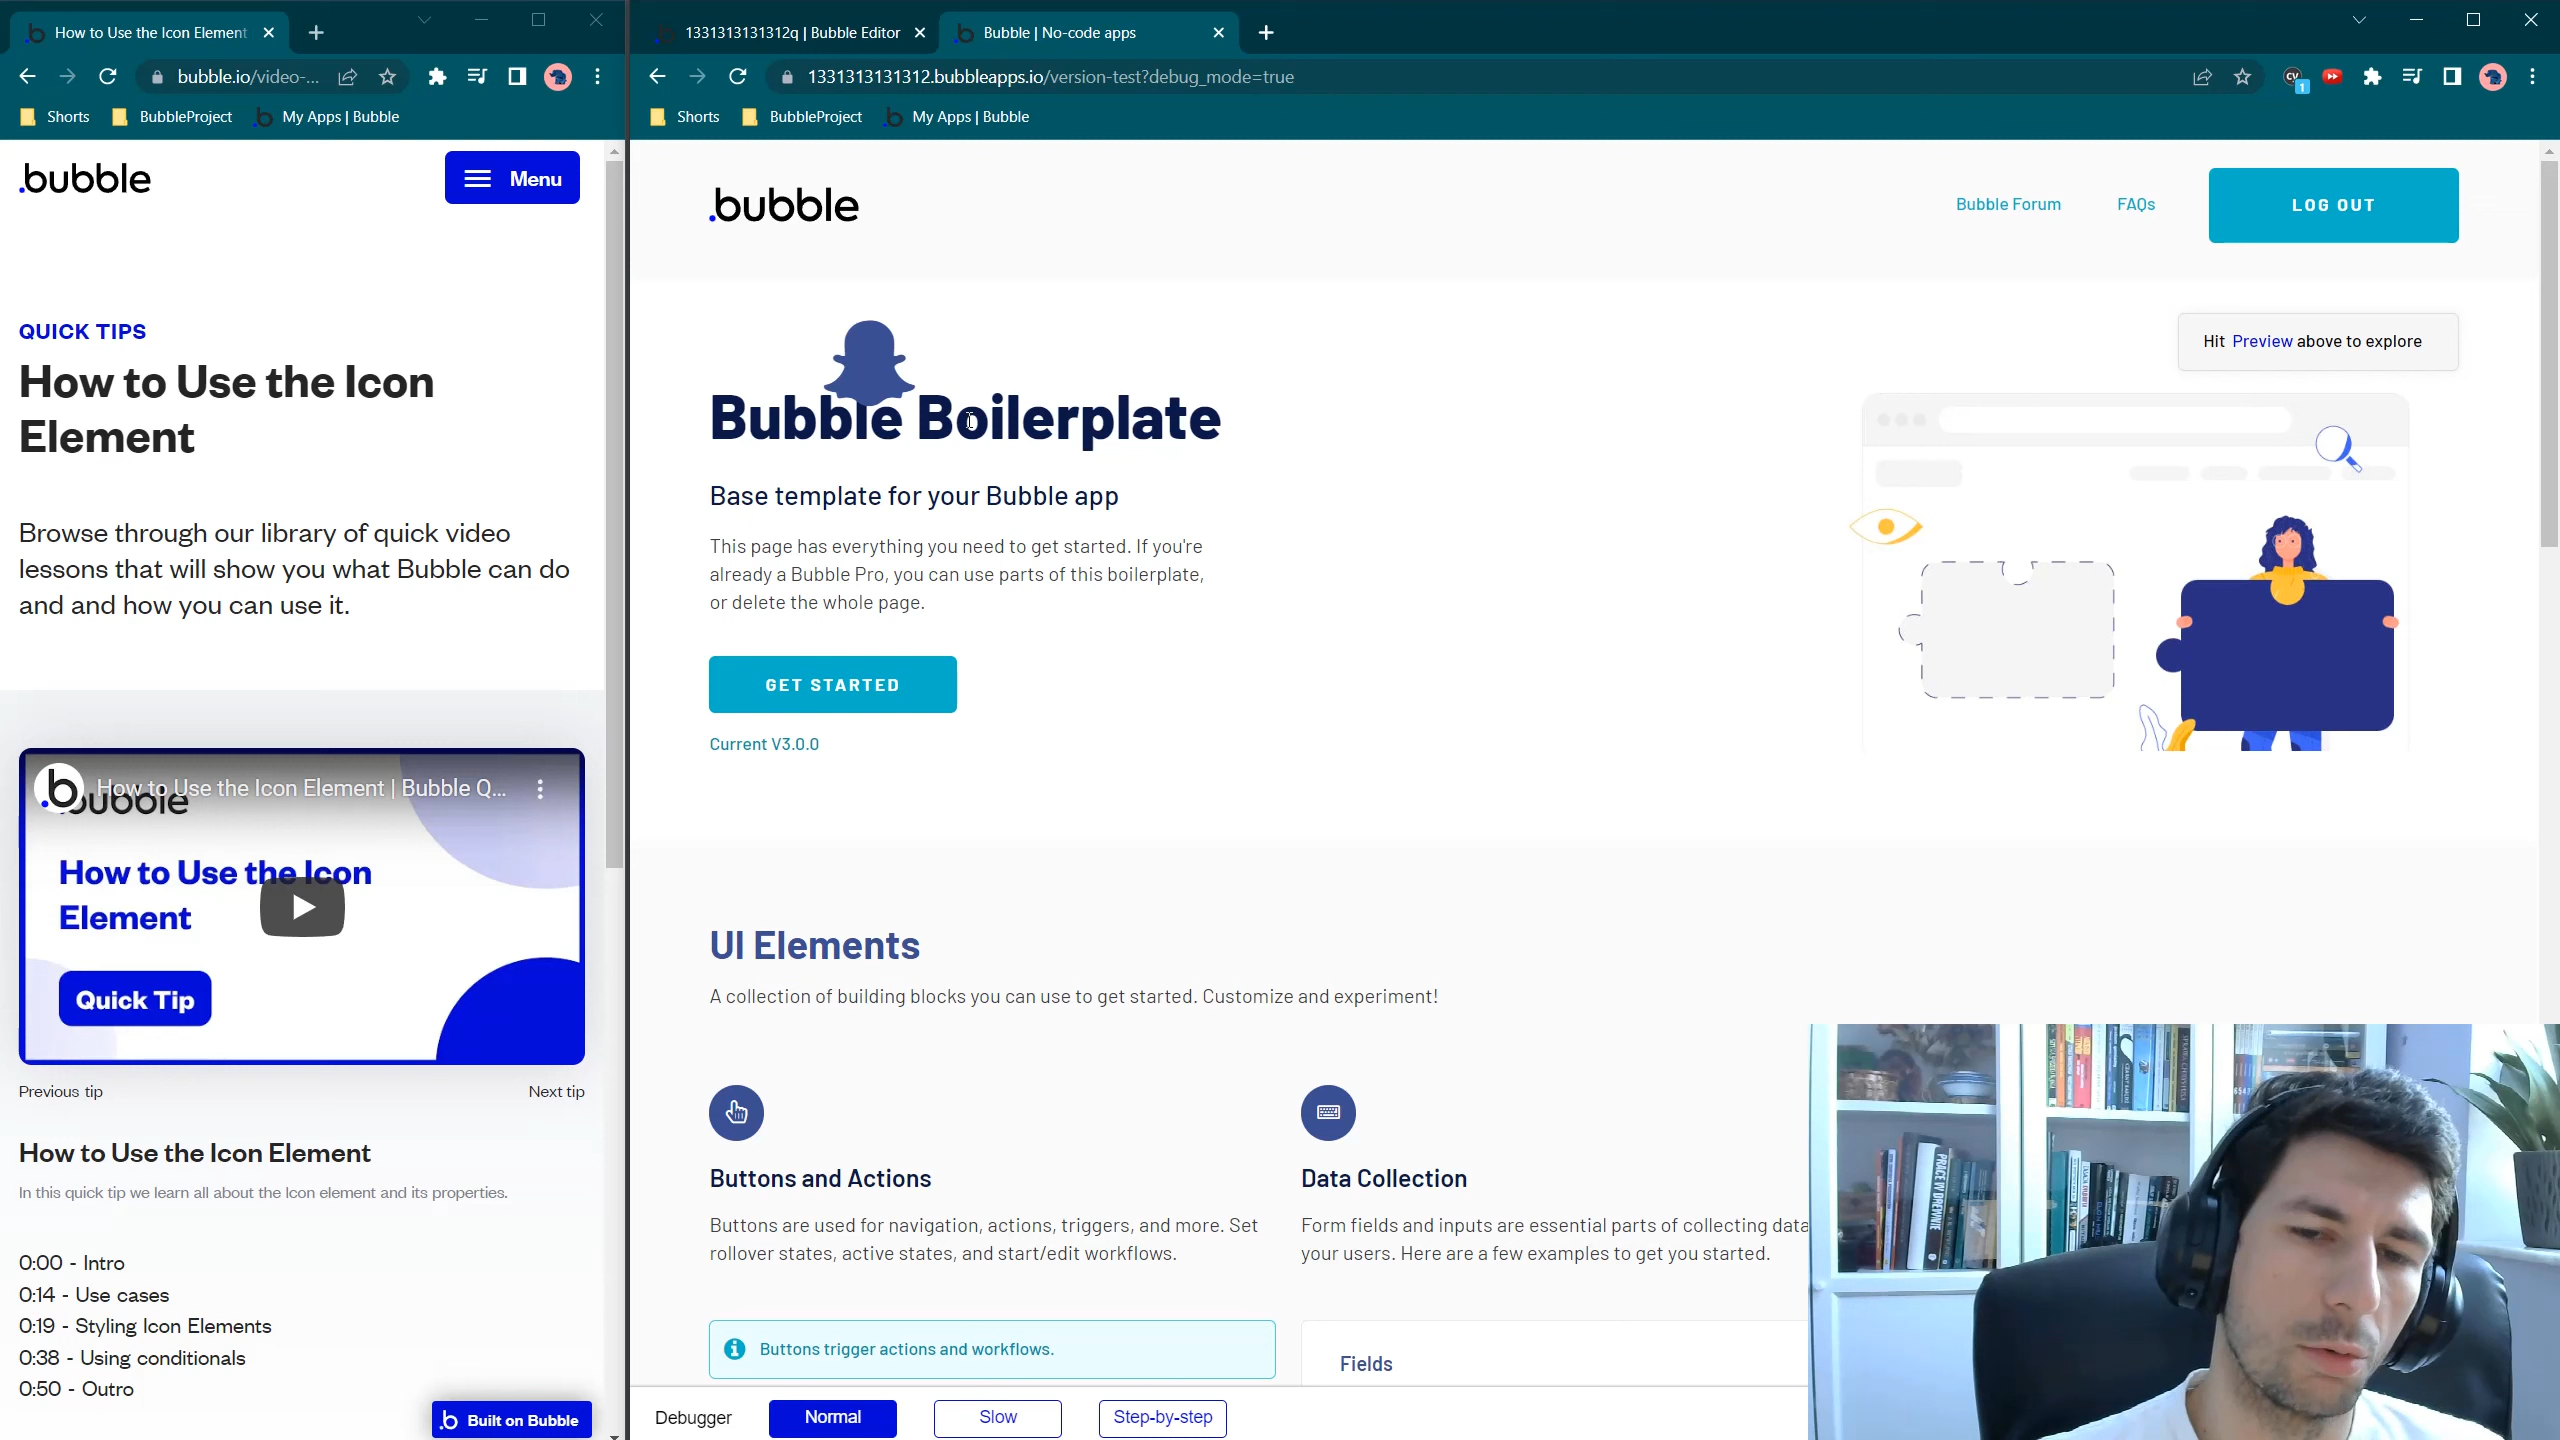 How to Use the Icon Element
bubble.io/video-...
Shorts
BubbleProject
My Apps | Bubble
.bubble
Menu
QUICK TIPS
How to Use the Icon
Element
Browse through our library of quick video
lessons that will show you what Bubble can do
and and how you can use it.
How to Use the Icon Element | Bubble Q...
bubble
How to Use the Icon
Element
Quick Tip
Previous tip
Next tip
How to Use the Icon Element
In this quick tip we learn all about the Icon element and its properties.
0:00 - Intro
0:14 - Use cases
0:19 - Styling Icon Elements
0:38 - Using conditionals
0:50 - Outro
b Built on Bubble
1331313131312q | Bubble Editor
Bubble | No-code apps
1331313131312.bubbleapps.io/version-test?debug_mode=true
CV
1
Shorts
BubbleProject
My Apps | Bubble
.bubble
Bubble Forum
FAQs
LOG OUT
Hit Preview above to explore
Bubble Boilerplate
Base template for your Bubble app
This page has everything you need to get started. If you're
already a Bubble Pro, you can use parts of this boilerplate,
or delete the whole page.
GET STARTED
Current V3.0.0
UI Elements
A collection of building blocks you can use to get started. Customize and experiment!
Buttons and Actions
Buttons are used for navigation, actions, triggers, and more. Set
rollover states, active states, and start/edit workflows.
Buttons trigger actions and workflows.
Data Collection
Form fields and inputs are essential parts of collecting data
your users. Here are a few examples to get you started.
Fields
Debugger
Normal
Slow
Step-by-step